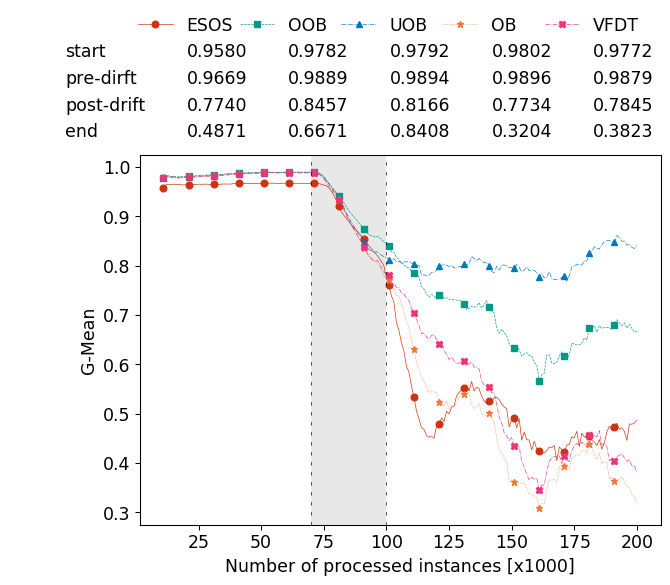 ESOS OOB UOB OB VFDT
start 0.9580 0.9782 0.9792 0.9802 0.9772
pre-dirft 0.9669 0.9889 0.9894 0.9896 0.9879
post-drift 0.7740 0.8457 0.8166 0.7734 0.7845
end 0.4871 0.6671 0.8408 0.3204 0.3823
1.0
0.9
0.8
0.7
0.6
0.5
0.4
0.3
G-Mean
25 50 75 100 125 150 175 200
Number of processed instances [x1000]